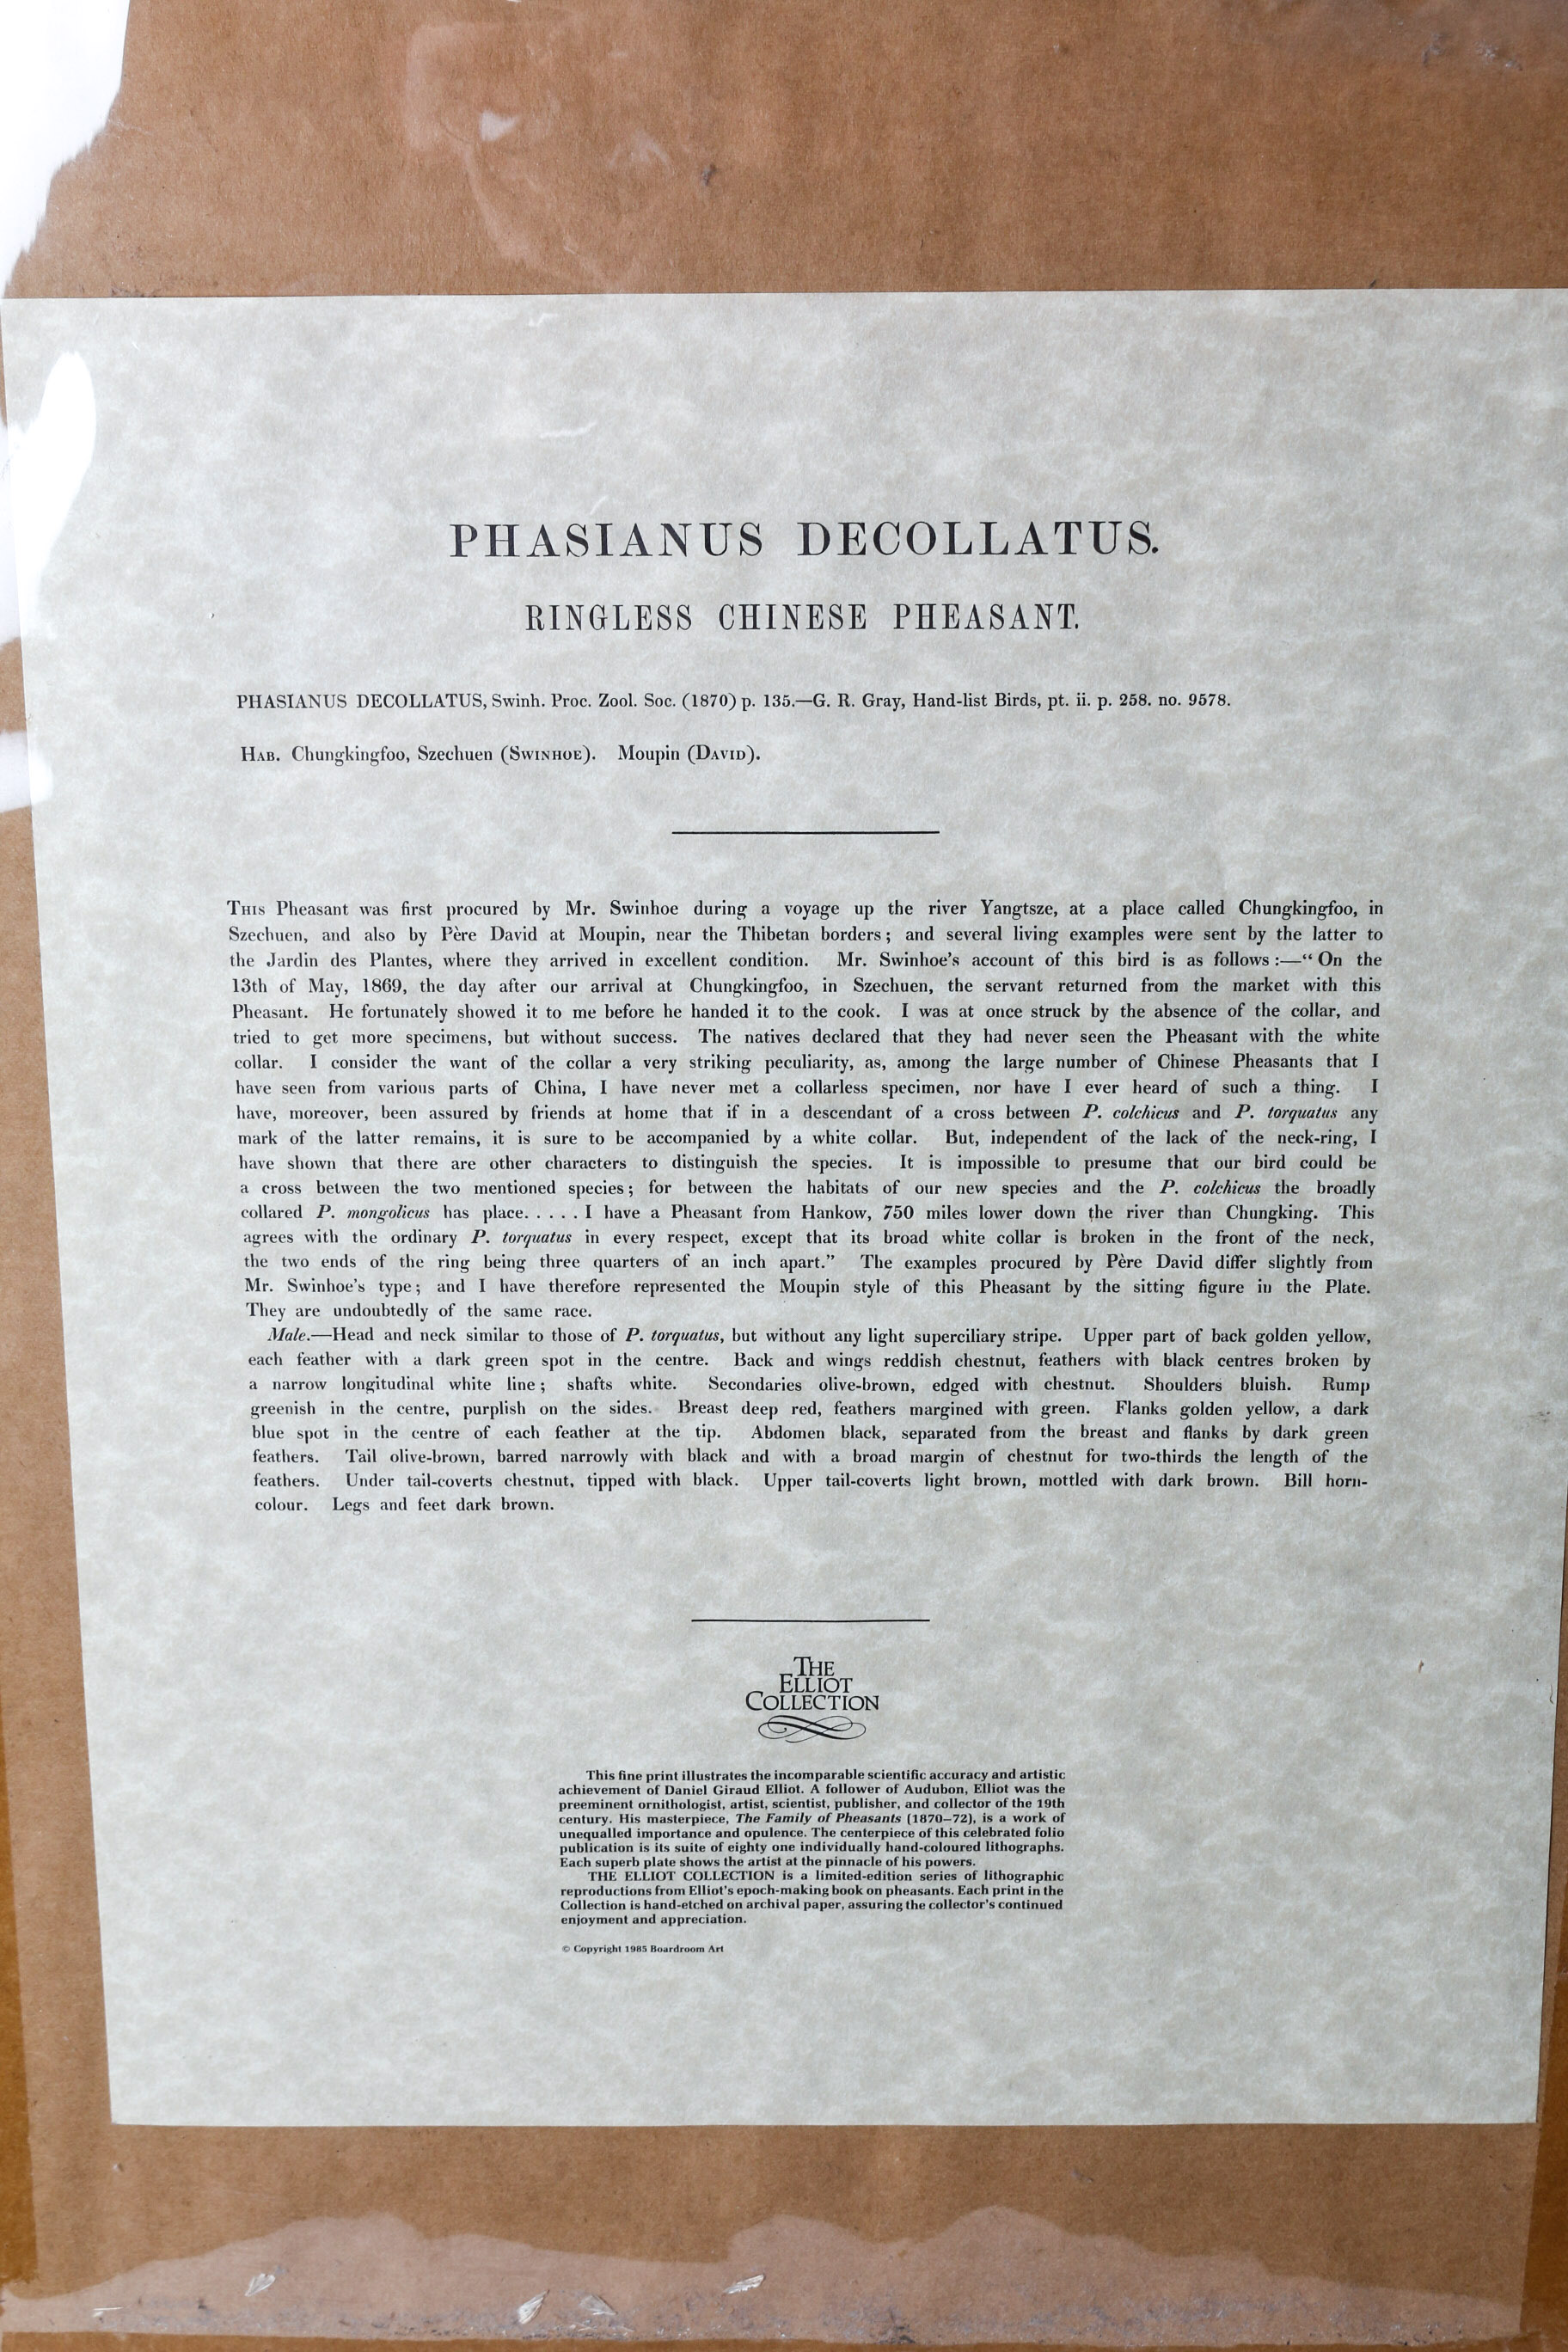 PHASIANUS DECOLLATUS.
RINGLESS CHINESE PHEASANT.
PHASIANUS DECOLLATUS, Swinh. Proc. Zool. Soc. (1870) p. 135.—G. R. Gray, Hand-list Birds, pt. ii. p. 258. no. 9578.
HAB. Chungkingfoo, Szechuen (SWINHOE). Moupin (DAVID).
THIS Pheasant was first procured by Mr. Swinhoe during a voyage up the river Yangtsze, at a place called Chungkingfoo, in
Szechuen, and also by Père David at Moupin, near the Thibetan borders; and several living examples were sent by the latter to
the Jardin des Plantes, where they arrived in excellent condition. Mr. Swinhoe's account of this bird is as follows:—“On the
13th of May, 1869, the day after our arrival at Chungkingfoo, in Szechuen, the servant returned from the market with this
Pheasant. He fortunately showed it to me before he handed it to the cook. I was at once struck by the absence of the collar, and
tried to get more specimens, but without success. The natives declared that they had never seen the Pheasant with the white
collar. I consider the want of the collar a very striking peculiarity, as, among the large number of Chinese Pheasants that I
have seen from various parts of China, I have never met a collarless specimen, nor have I ever heard of such a thing. I
have, moreover, been assured by friends at home that if in a descendant of a cross between P. colchicus and P. torquatus any
mark of the latter remains, it is sure to be accompanied by a white collar. But, independent of the lack of the neck-ring, I
have shown that there are other characters to distinguish the species. It is impossible to presume that our bird could be
a cross between the two mentioned species; for between the habitats of our new species and the P. colchicus the broadly
collared P. mongolicus has place. . . . . I have a Pheasant from Hankow, 750 miles lower down the river than Chungking. This
agrees with the ordinary P. torquatus in every respect, except that its broad white collar is broken in the front of the neck,
the two ends of the ring being three quarters of an inch apart.” The examples procured by Père David differ slightly from
Mr. Swinhoe's type; and I have therefore represented the Moupin style of this Pheasant by the sitting figure in the Plate.
They are undoubtedly of the same race.
Male.—Head and neck similar to those of P. torquatus, but without any light superciliary stripe. Upper part of back golden yellow,
each feather with a dark green spot in the centre. Back and wings reddish chestnut, feathers with black centres broken by
a narrow longitudinal white line; shafts white. Secondaries olive-brown, edged with chestnut. Shoulders bluish. Rump
greenish in the centre, purplish on the sides. Breast deep red, feathers margined with green. Flanks golden yellow, a dark
blue spot in the centre of each feather at the tip. Abdomen black, separated from the breast and flanks by dark green
feathers. Tail olive-brown, barred narrowly with black and with a broad margin of chestnut for two-thirds the length of the
feathers. Under tail-coverts chestnut, tipped with black. Upper tail-coverts light brown, mottled with dark brown. Bill horn-
colour. Legs and feet dark brown.
THE
ELLIOT
COLLECTION
This fine print illustrates the incomparable scientific accuracy and artistic
achievement of Daniel Giraud Elliot. A follower of Audubon, Elliot was the
preeminent ornithologist, artist, scientist, publisher, and collector of the 19th
century. His masterpiece, The Family of Pheasants (1870–72), is a work of
unequalled importance and opulence. The centerpiece of this celebrated folio
publication is its suite of eighty one individually hand-coloured lithographs.
Each superb plate shows the artist at the pinnacle of his powers.
THE ELLIOT COLLECTION is a limited-edition series of lithographic
reproductions from Elliot's epoch-making book on pheasants. Each print in the
Collection is hand-etched on archival paper, assuring the collector's continued
enjoyment and appreciation.
© Copyright 1985 Boardroom Art